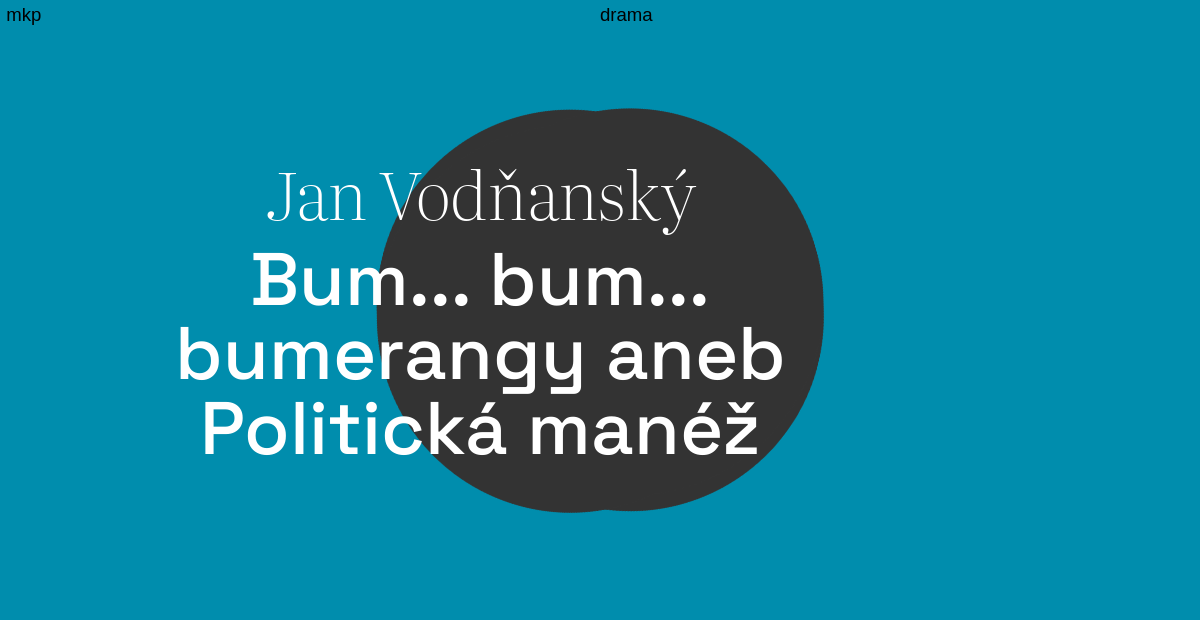 mkp
drama
Jan Vodňanský
Bum... bum...
bumerangy aneb
Politická manéž